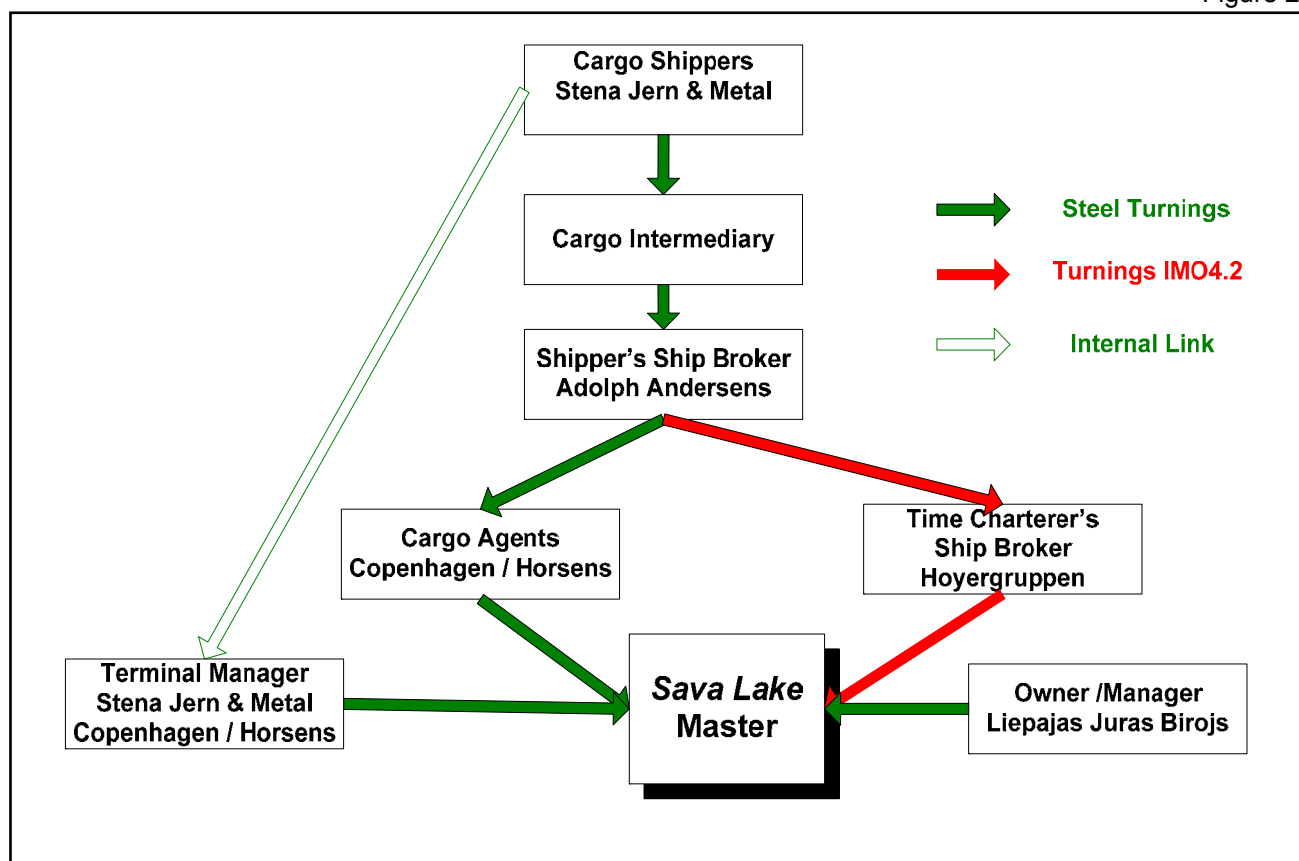 Cargo Shippers
Stena Jern & Metal
Cargo Intermediary
Steel Turnings
Turnings IMO4.2
Internal Link
Shipper's Ship Broker
Adolph Andersens
Cargo Agents
Copenhagen / Horsens
Time Charterer's
Ship Broker
Hoyergruppen
Terminal Manager
Stena Jern & Metal
Copenhagen / Horsens
Sava Lake
Master
Owner /Manager
Liepajas Juras Birojs